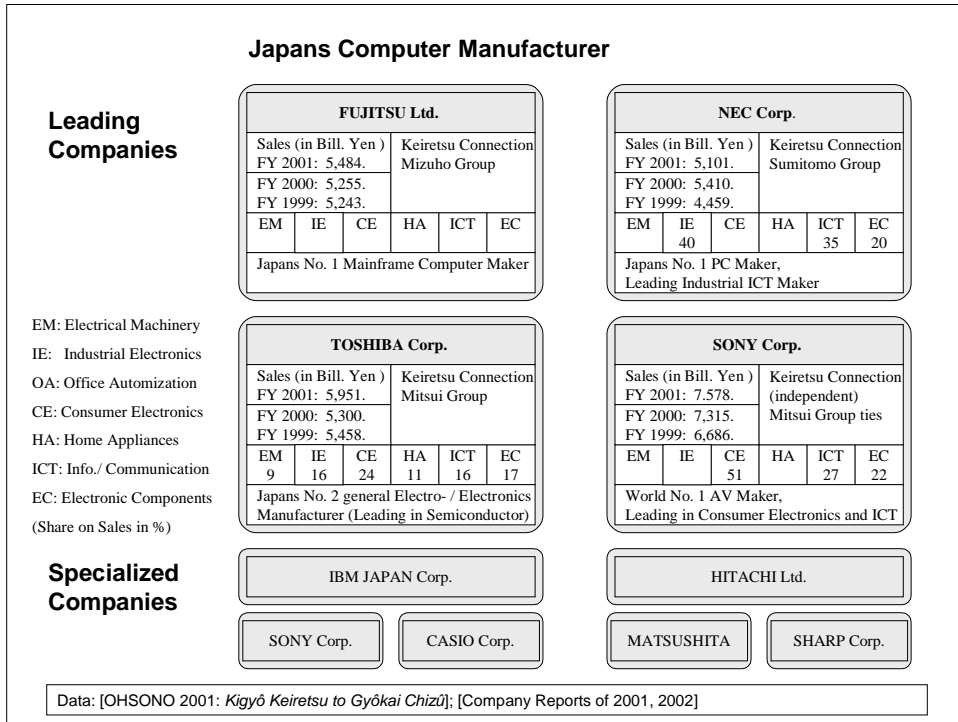 Japans Computer Manufacturer
Leading
Companies
FUJITSU Ltd.
Sales (in Bill. Yen )
FY 2001: 5,484.
FY 2000: 5,255.
FY 1999: 5,243.
Keiretsu Connection
Mizuho Group
EM IE CE HA ICT EC
Japans No. 1 Mainframe Computer Maker
NEC Corp.
Sales (in Bill. Yen )
FY 2001: 5,101.
FY 2000: 5,410.
FY 1999: 4,459.
Keiretsu Connection
Sumitomo Group
EM IE CE HA ICT EC
40 35 20
Japans No. 1 PC Maker,
Leading Industrial ICT Maker
EM: Electrical Machinery
IE: Industrial Electronics
OA: Office Automization
CE: Consumer Electronics
HA: Home Appliances
ICT: Info./ Communication
EC: Electronic Components
(Share on Sales in %)
TOSHIBA Corp.
Sales (in Bill. Yen )
FY 2001: 5,951.
FY 2000: 5,300.
FY 1999: 5,458.
Keiretsu Connection
Mitsui Group
EM IE CE HA ICT EC
9 16 24 11 16 17
Japans No. 2 general Electro- / Electronics
Manufacturer (Leading in Semiconductor)
SONY Corp.
Sales (in Bill. Yen )
FY 2001: 7.578.
FY 2000: 7,315.
FY 1999: 6,686.
Keiretsu Connection
(independent)
Mitsui Group ties
EM IE CE HA ICT EC
51 27 22
World No. 1 AV Maker,
Leading in Consumer Electronics and ICT
Specialized
Companies
IBM JAPAN Corp.
HITACHI Ltd.
SONY Corp.
CASIO Corp.
MATSUSHITA
SHARP Corp.
Data: [OHSONO 2001: Kigyô Keiretsu to Gyôkai Chizû]; [Company Reports of 2001, 2002]